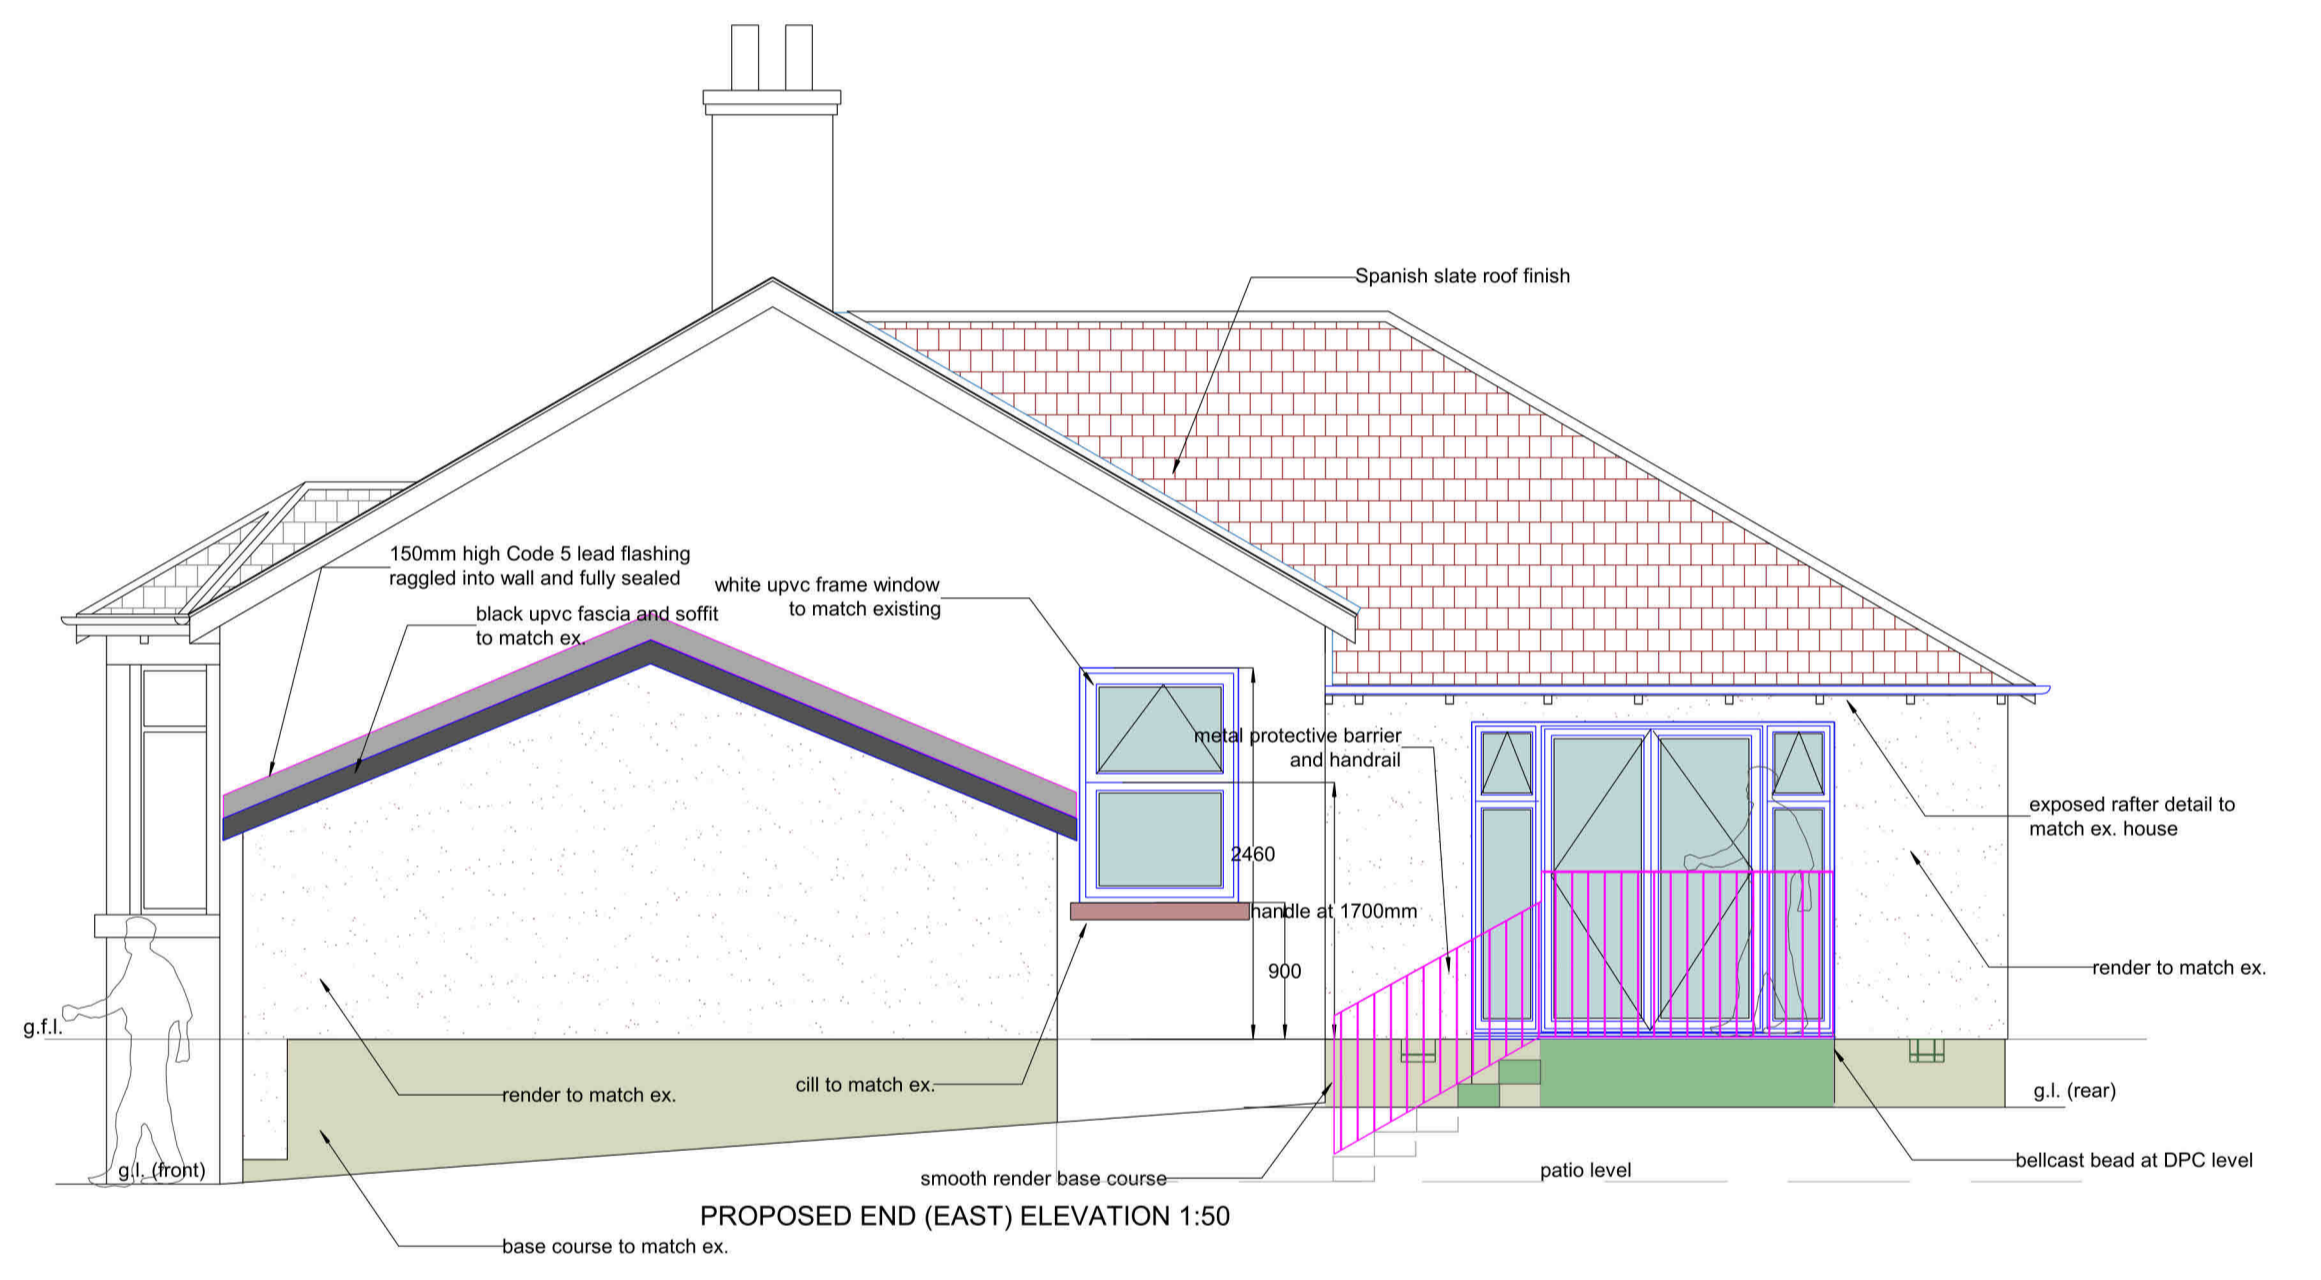 Spanish slate roof finish
150mm high Code 5 lead flashing
raggled into wall and fully sealed
black upvc fascia and soffit
to match ex.
white upvc frame window
to match existing
metal protective barrier
and handrail
exposed rafter detail to
match ex. house
2460
handle at 1700mm
900
render to match ex.
g.f.l.
cill to match ex.
render to match ex.
g.l. (rear)
g.l. (front)
smooth render base course
patio level
bellcast bead at DPC level
PROPOSED END (EAST) ELEVATION 1:50
base course to match ex.